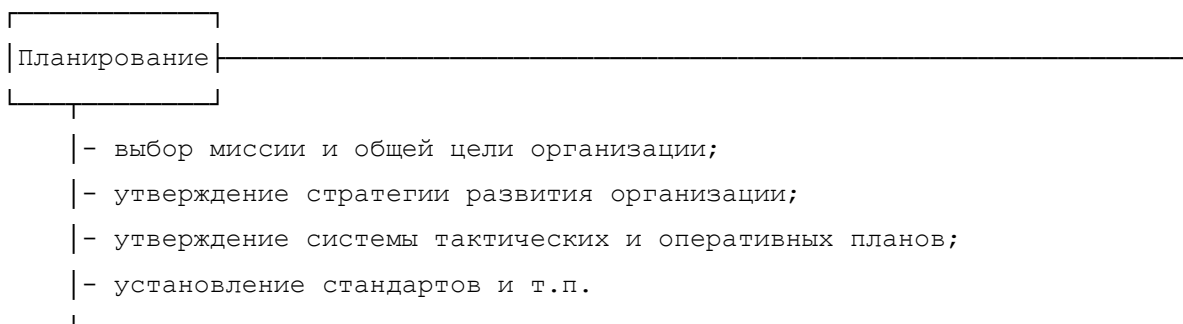 Планирование
- выбор миссии и общей цели организации;
- утверждение стратегии развития организации;
- утверждение системы тактических и оперативных планов;
- установление стандартов и т.п.